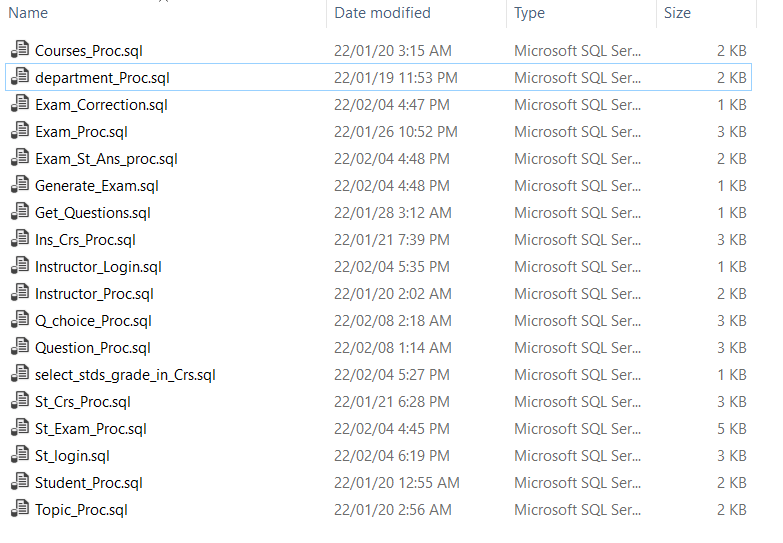 Name Date modified Type Size
Courses_Proc.sql 22/01/20 3:15 AM Microsoft SQL Ser... 2 KB
department_Proc.sql 22/01/19 11:53 PM Microsoft SQL Ser... 2 KB
Exam_Correction.sql 22/02/04 4:47 PM Microsoft SQL Ser... 1 KB
Exam_Proc.sql 22/01/26 10:52 PM Microsoft SQL Ser... 3 KB
Exam_St_Ans_proc.sql 22/02/04 4:48 PM Microsoft SQL Ser... 2 KB
Generate_Exam.sql 22/02/04 4:48 PM Microsoft SQL Ser... 1 KB
Get_Questions.sql 22/01/28 3:12 AM Microsoft SQL Ser... 1 KB
Ins_Crs_Proc.sql 22/01/21 7:39 PM Microsoft SQL Ser... 3 KB
Instructor_Login.sql 22/02/04 5:35 PM Microsoft SQL Ser... 1 KB
Instructor_Proc.sql 22/01/20 2:02 AM Microsoft SQL Ser... 2 KB
Q_choice_Proc.sql 22/02/08 2:18 AM Microsoft SQL Ser... 3 KB
Question_Proc.sql 22/02/08 1:14 AM Microsoft SQL Ser... 3 KB
select_stds_grade_in_Crs.sql 22/02/04 5:27 PM Microsoft SQL Ser... 1 KB
St_Crs_Proc.sql 22/01/21 6:28 PM Microsoft SQL Ser... 3 KB
St_Exam_Proc.sql 22/02/04 4:45 PM Microsoft SQL Ser... 5 KB
St_login.sql 22/02/04 6:19 PM Microsoft SQL Ser... 3 KB
Student_Proc.sql 22/01/20 12:55 AM Microsoft SQL Ser... 2 KB
Topic_Proc.sql 22/01/20 2:56 AM Microsoft SQL Ser... 2 KB